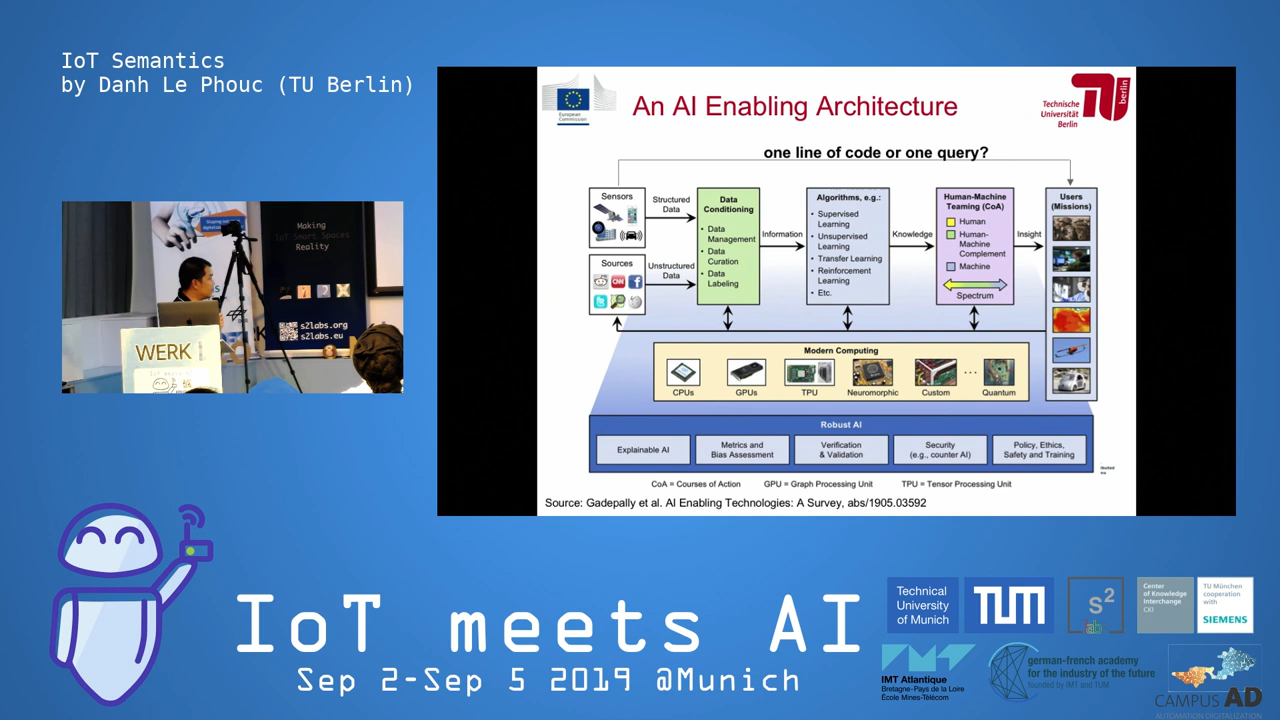 IoT Semantics
by Danh Le Phouc (TU Berlin)
European
Commission
An AI Enabling Architecture
Technische
Universität
Berlin
berlin
one line of code or one query?
Sensors
Structured
Data
Data
Conditioning
• Data
Management
• Data
Curation
• Data
Labeling
Information
Algorithms, e.g.:
• Supervised
Learning
• Unsupervised
Learning
• Transfer Learning
• Reinforcement
Learning
• Etc.
Knowledge
Human-Machine
Teaming (CoA)
Human
Human-
Machine
Complement
Machine
Spectrum
Insight
Users
(Missions)
Sources
CNN
Unstructured
Data
Modern Computing
CPUs
GPUs
TPU
Neuromorphic
Custom
...
Quantum
Robust AI
Explainable AI
Metrics and
Bias Assessment
Verification
& Validation
Security
(e.g., counter AI)
Policy, Ethics,
Safety and Training
CoA = Courses of Action
GPU = Graph Processing Unit
TPU = Tensor Processing Unit
Source: Gadepally et al. AI Enabling Technologies: A Survey, abs/1905.03592
Making
IoT Smart Spaces
Reality
s2labs.org
s2labs.eu
WERK
IoT meets AI
Sep 2-Sep 5 2019 @Munich
Technical
University
of Munich
TUM
s2
lab
Center
of Knowledge
Interchange
CKI
TU München
cooperation
with
SIEMENS
IMT Atlantique
Bretagne-Pays de la Loire
École Mines-Télécom
german-french academy
for the industry of the future
founded by IMT and TUM
CAMPUS AD
AUTOMATION DIGITALIZATION